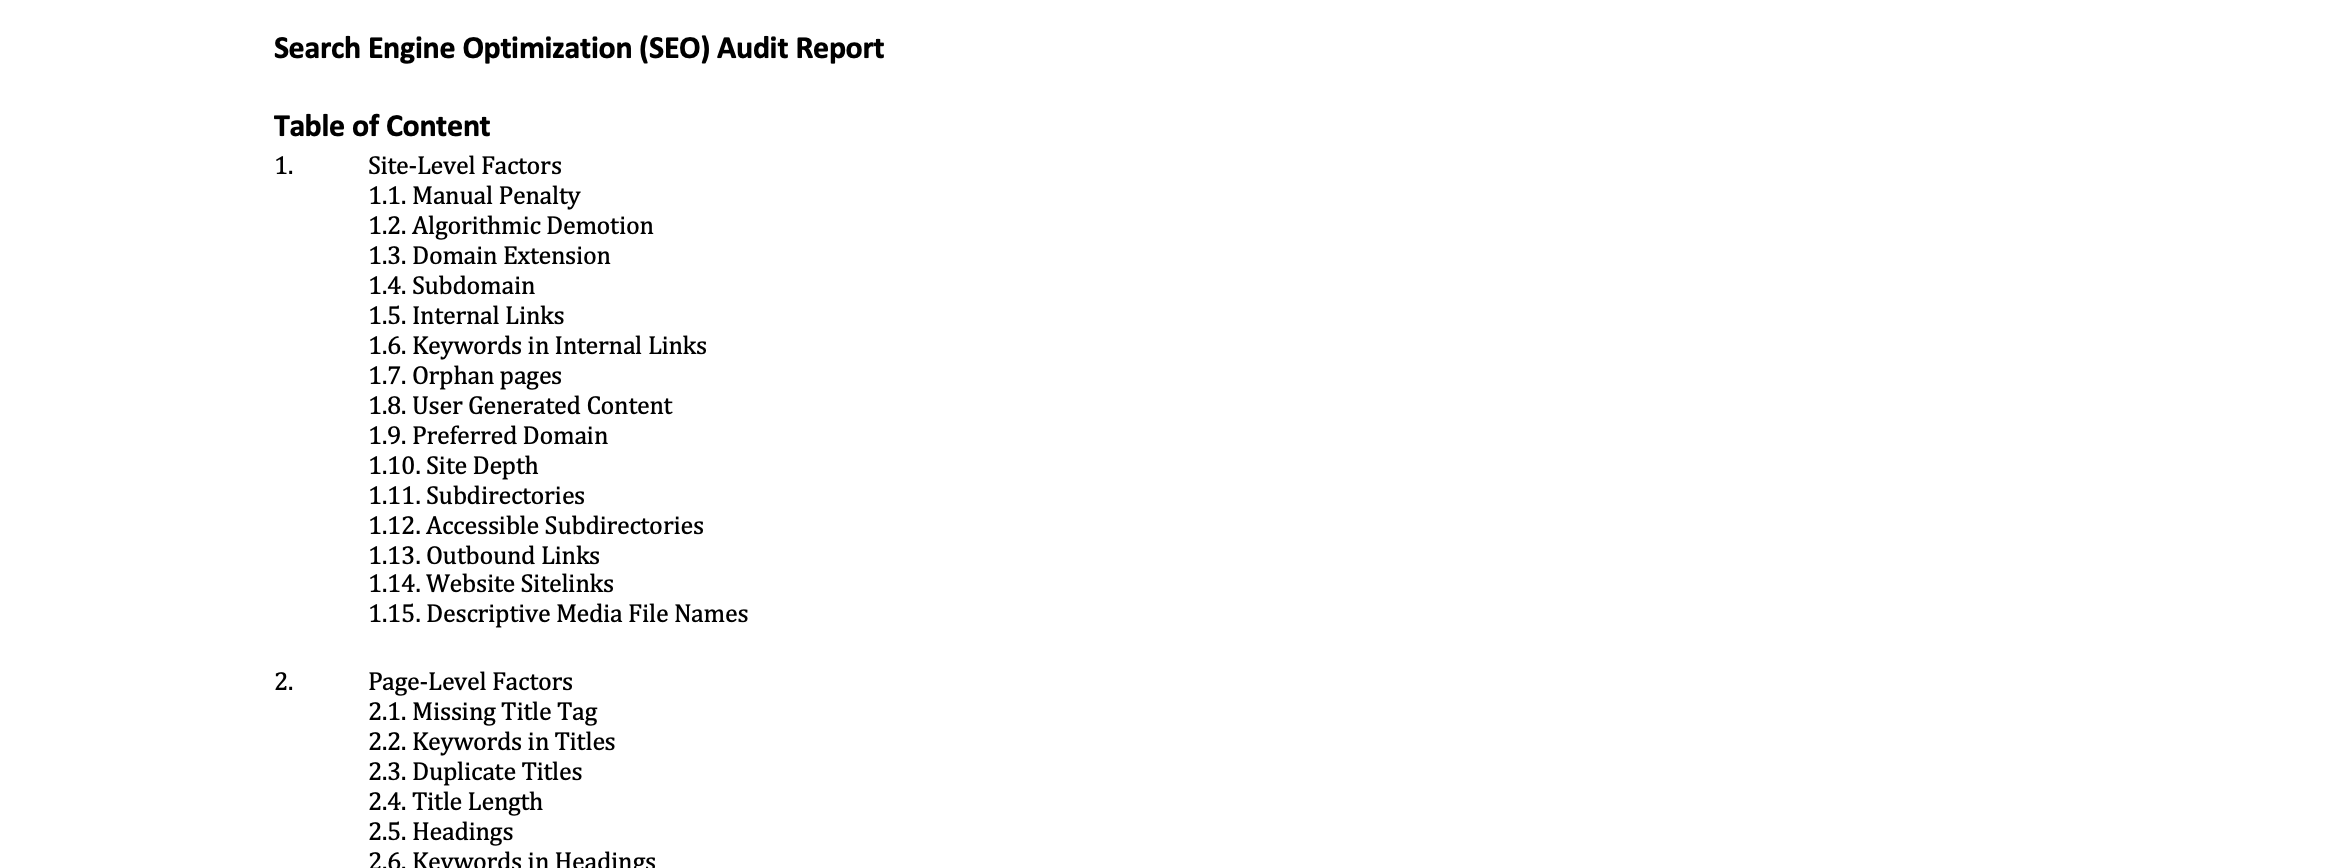 Search Engine Optimization (SEO) Audit Report
Table of Content
1. Site-Level Factors
1.1. Manual Penalty
1.2. Algorithmic Demotion
1.3. Domain Extension
1.4. Subdomain
1.5. Internal Links
1.6. Keywords in Internal Links
1.7. Orphan pages
1.8. User Generated Content
1.9. Preferred Domain
1.10. Site Depth
1.11. Subdirectories
1.12. Accessible Subdirectories
1.13. Outbound Links
1.14. Website Sitelinks
1.15. Descriptive Media File Names
2. Page-Level Factors
2.1. Missing Title Tag
2.2. Keywords in Titles
2.3. Duplicate Titles
2.4. Title Length
2.5. Headings
2.6. Keywords in Headings